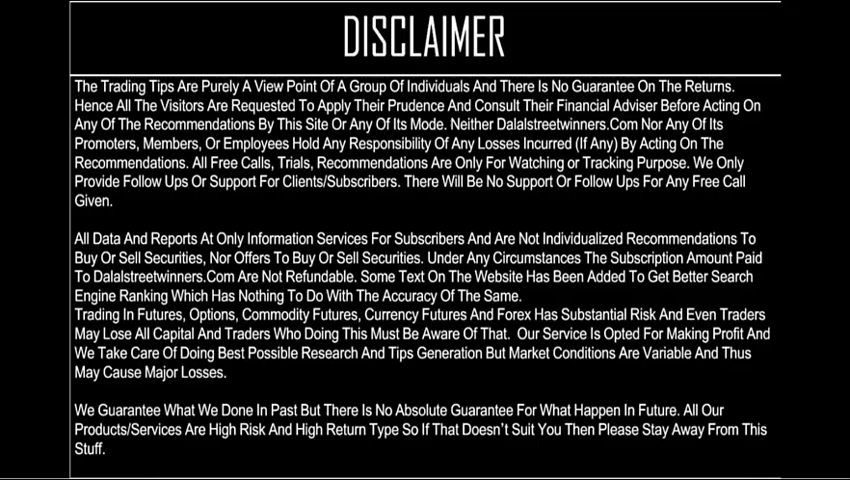 DISCLAIMER
The Trading Tips Are Purely A View Point Of A Group Of Individuals And There Is No Guarantee On The Returns.
Hence All The Visitors Are Requested To Apply Their Prudence And Consult Their Financial Adviser Before Acting On
Any Of The Recommendations By This Site Or Any Of Its Mode. Neither Dalalstreetwinners.Com Nor Any Of Its
Promoters, Members, Or Employees Hold Any Responsibility Of Any Losses Incurred (If Any) By Acting On The
Recommendations. All Free Calls, Trials, Recommendations Are Only For Watching or Tracking Purpose. We Only
Provide Follow Ups Or Support For Clients/Subscribers. There Will Be No Support Or Follow Ups For Any Free Call
Given.
All Data And Reports At Only Information Services For Subscribers And Are Not Individualized Recommendations To
Buy Or Sell Securities, Nor Offers To Buy Or Sell Securities. Under Any Circumstances The Subscription Amount Paid
To Dalalstreetwinners.Com Are Not Refundable. Some Text On The Website Has Been Added To Get Better Search
Engine Ranking Which Has Nothing To Do With The Accuracy Of The Same.
Trading In Futures, Options, Commodity Futures, Currency Futures And Forex Has Substantial Risk And Even Traders
May Lose All Capital And Traders Who Doing This Must Be Aware Of That. Our Service Is Opted For Making Profit And
We Take Care Of Doing Best Possible Research And Tips Generation But Market Conditions Are Variable And Thus
May Cause Major Losses.
We Guarantee What We Done In Past But There Is No Absolute Guarantee For What Happen In Future. All Our
Products/Services Are High Risk And High Return Type So If That Doesn't Suit You Then Please Stay Away From This
Stuff.